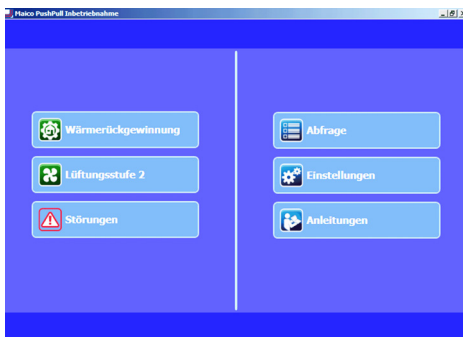 Maico PushPull Inbetriebnahme
Wärmerückgewinnung
Lüftungsstufe 2
Störungen
Abfrage
Einstellungen
Anleitungen